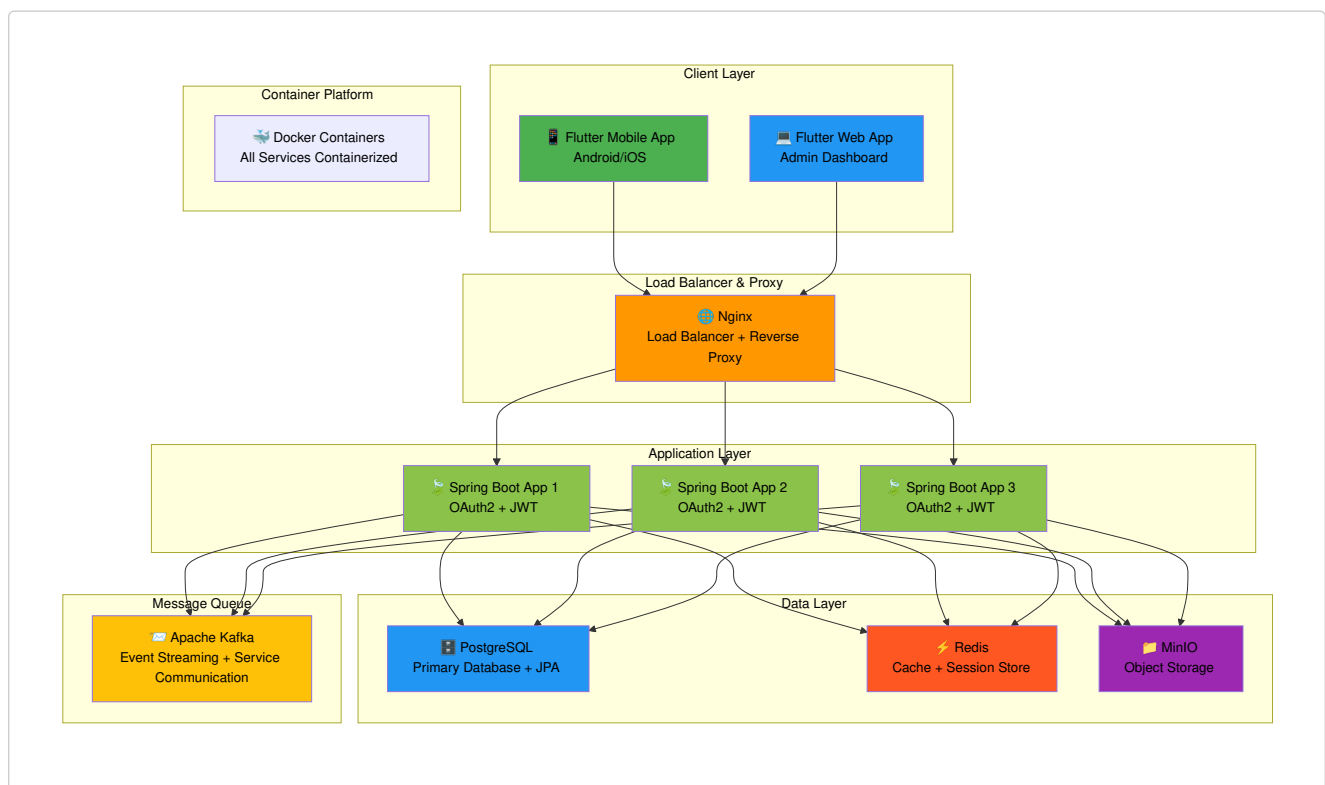 Client Layer
Container Platform
🐳 Docker Containers
All Services Containerized
📱 Flutter Mobile App
Android/iOS
💻 Flutter Web App
Admin Dashboard
Load Balancer & Proxy
🌐 Nginx
Load Balancer + Reverse
Proxy
Application Layer
🍃 Spring Boot App 1
OAuth2 + JWT
🍃 Spring Boot App 2
OAuth2 + JWT
🍃 Spring Boot App 3
OAuth2 + JWT
Message Queue
📨 Apache Kafka
Event Streaming + Service
Communication
Data Layer
🗄️ PostgreSQL
Primary Database + JPA
⚡ Redis
Cache + Session Store
📁 MinIO
Object Storage